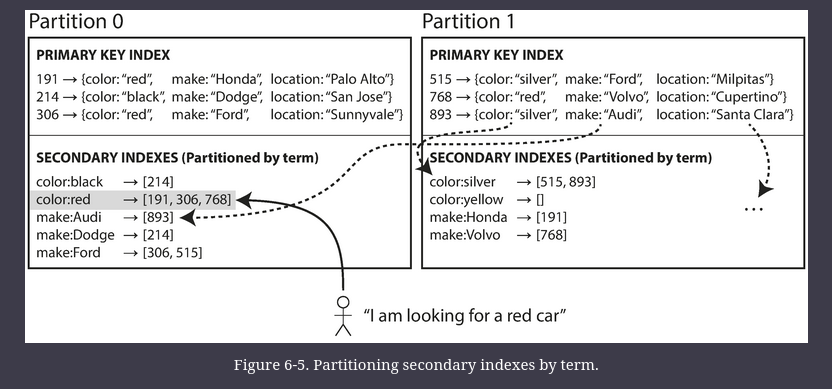 Partition 0
PRIMARY KEY INDEX
191 → {color: “red”, make: “Honda”, location: “Palo Alto”}
214 → {color: “black”, make: “Dodge”, location: “San Jose”}
306 → {color: “red”, make: “Ford”, location: “Sunnyvale”}
SECONDARY INDEXES (Partitioned by term)
color:black → [214]
color:red → [191, 306, 768]
make:Audi → [893]
make:Dodge → [214]
make:Ford → [306, 515]
Partition 1
PRIMARY KEY INDEX
515 → {color: “silver”, make: “Ford”, location: “Milpitas”}
768 → {color: “red”, make: “Volvo”, location: “Cupertino”}
893 → {color: “silver”, make: “Audi”, location: “Santa Clara”}
SECONDARY INDEXES (Partitioned by term)
color:silver → [515, 893]
color:yellow → []
make:Honda → [191]
make:Volvo → [768]
...
“I am looking for a red car”
Figure 6-5. Partitioning secondary indexes by term.